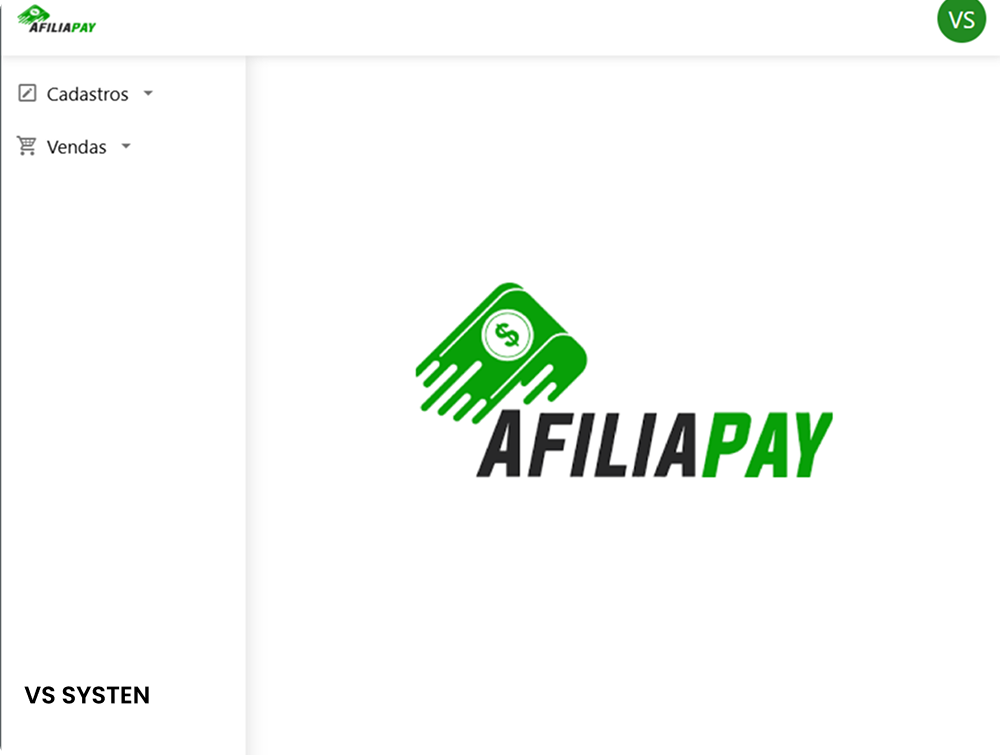 AFILIAPAY
VS
Cadastros
Vendas
$
AFILIAPAY
VS SYSTEN